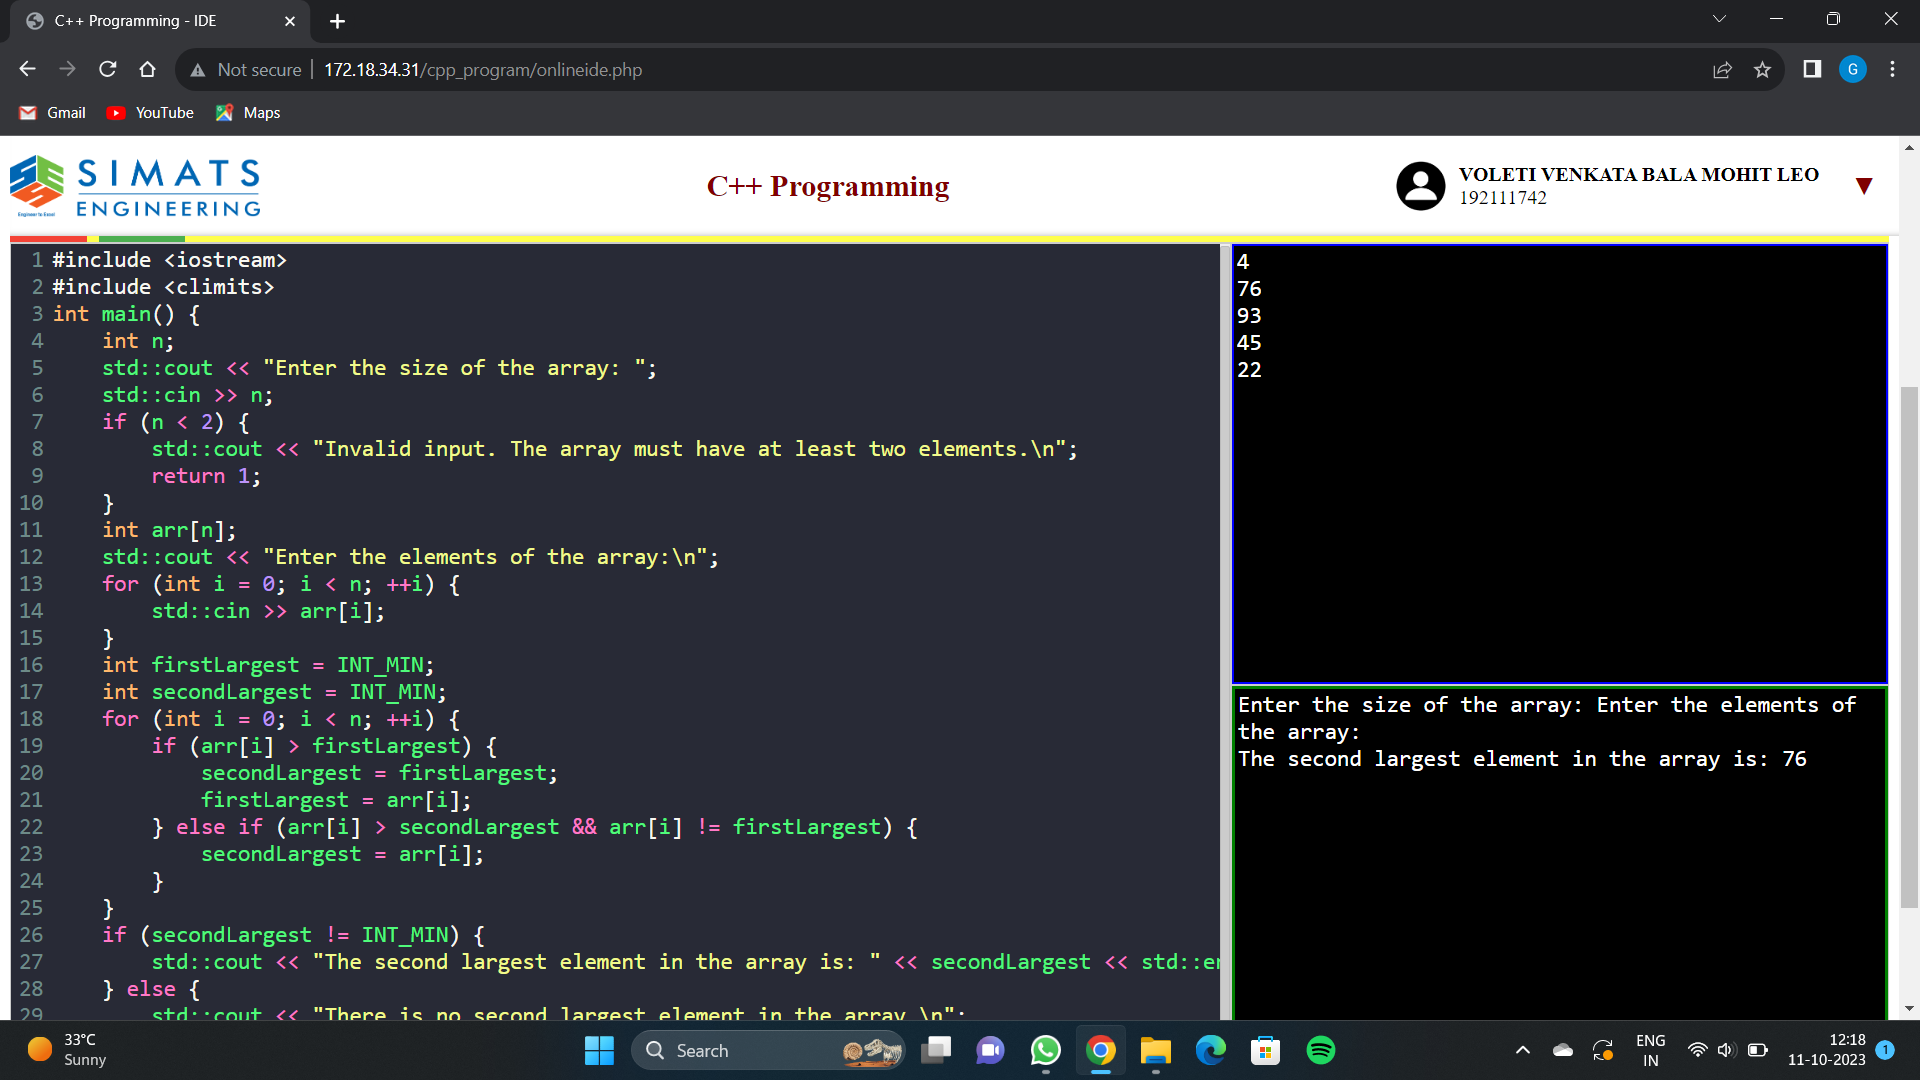 C++ Programming - IDE
Not secure
172.18.34.31/cpp_program/onlineide.php
G
Gmail
YouTube
Maps
SIMATS
ENGINEERING
Engineer to Excel
C++ Programming
VOLETI VENKATA BALA MOHIT LEO
192111742
1 #include <iostream>
2 #include <climits>
3 int main() {
4     int n;
5     std::cout << "Enter the size of the array: ";
6     std::cin >> n;
7     if (n < 2) {
8         std::cout << "Invalid input. The array must have at least two elements.\n";
9         return 1;
10     }
11     int arr[n];
12     std::cout << "Enter the elements of the array:\n";
13     for (int i = 0; i < n; ++i) {
14         std::cin >> arr[i];
15     }
16     int firstLargest = INT_MIN;
17     int secondLargest = INT_MIN;
18     for (int i = 0; i < n; ++i) {
19         if (arr[i] > firstLargest) {
20             secondLargest = firstLargest;
21             firstLargest = arr[i];
22         } else if (arr[i] > secondLargest && arr[i] != firstLargest) {
23             secondLargest = arr[i];
24         }
25     }
26     if (secondLargest != INT_MIN) {
27         std::cout << "The second largest element in the array is: " << secondLargest << std::en
28     } else {
29         std::cout << "There is no second largest element in the array.\n";
4
76
93
45
22
Enter the size of the array: Enter the elements of
the array:
The second largest element in the array is: 76
33°C
Sunny
Search
ENG
IN
12:18
11-10-2023
1